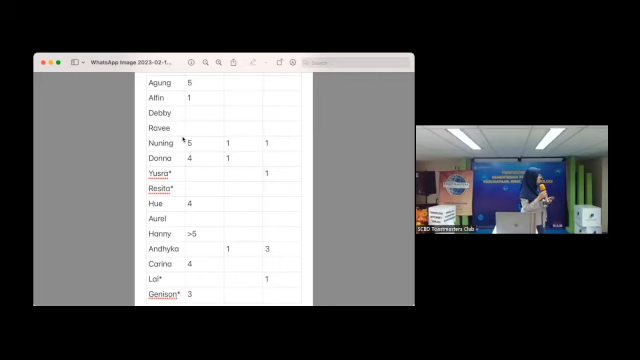 WhatsApp Image 2023-02-1...
Search
Agung 5
Alfin 1
Debby
Ravee
Nuning 5 1 1
Donna 4 1
Yusra* 1
Resita*
Hue 4
Aurel
Hanny >5
Andhyka 1 3
Carina 4
Lai* 1
Genison* 3
SCBD Toastmasters Club